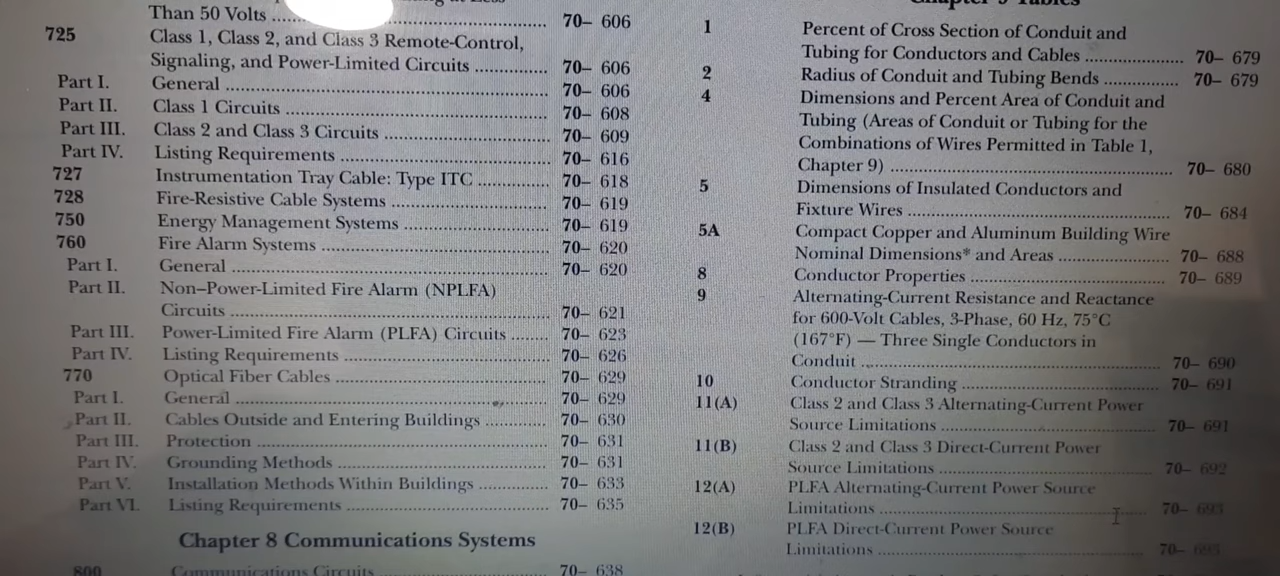 Than 50 Volts ............ 70– 606
725 Class 1, Class 2, and Class 3 Remote-Control,
Signaling, and Power-Limited Circuits ............... 70– 606
Part I. General ............ 70– 606
Part II. Class 1 Circuits ............ 70– 608
Part III. Class 2 and Class 3 Circuits ............ 70– 609
Part IV. Listing Requirements ............ 70– 616
727 Instrumentation Tray Cable: Type ITC ............ 70– 618
728 Fire-Resistive Cable Systems ............ 70– 619
750 Energy Management Systems ............ 70– 619
760 Fire Alarm Systems ............ 70– 620
Part I. General ............ 70– 620
Part II. Non–Power-Limited Fire Alarm (NPLFA)
Circuits ............ 70– 621
Part III. Power-Limited Fire Alarm (PLFA) Circuits ........ 70– 623
Part IV. Listing Requirements ............ 70– 626
770 Optical Fiber Cables ............ 70– 629
Part I. General ............ 70– 629
Part II. Cables Outside and Entering Buildings ............ 70– 630
Part III. Protection ............ 70– 631
Part IV. Grounding Methods ............ 70– 631
Part V. Installation Methods Within Buildings ............ 70– 633
Part VI. Listing Requirements ............ 70– 635
Chapter 8 Communications Systems
800 Communications Circuits ............ 70– 638
Chapter 9 Tables
1 Percent of Cross Section of Conduit and
Tubing for Conductors and Cables ............ 70– 679
2 Radius of Conduit and Tubing Bends ............ 70– 679
4 Dimensions and Percent Area of Conduit and
Tubing (Areas of Conduit or Tubing for the
Combinations of Wires Permitted in Table 1,
Chapter 9) ............ 70– 680
5 Dimensions of Insulated Conductors and
Fixture Wires ............ 70– 684
5A Compact Copper and Aluminum Building Wire
Nominal Dimensions* and Areas ............ 70– 688
8 Conductor Properties ............ 70– 689
9 Alternating-Current Resistance and Reactance
for 600-Volt Cables, 3-Phase, 60 Hz, 75°C
(167°F) — Three Single Conductors in
Conduit ............ 70– 690
10 Conductor Stranding ............ 70– 691
11(A) Class 2 and Class 3 Alternating-Current Power
Source Limitations ............ 70– 691
11(B) Class 2 and Class 3 Direct-Current Power
Source Limitations ............ 70– 692
12(A) PLFA Alternating-Current Power Source
Limitations ............ 70–
12(B) PLFA Direct-Current Power Source
Limitations ............ 70–